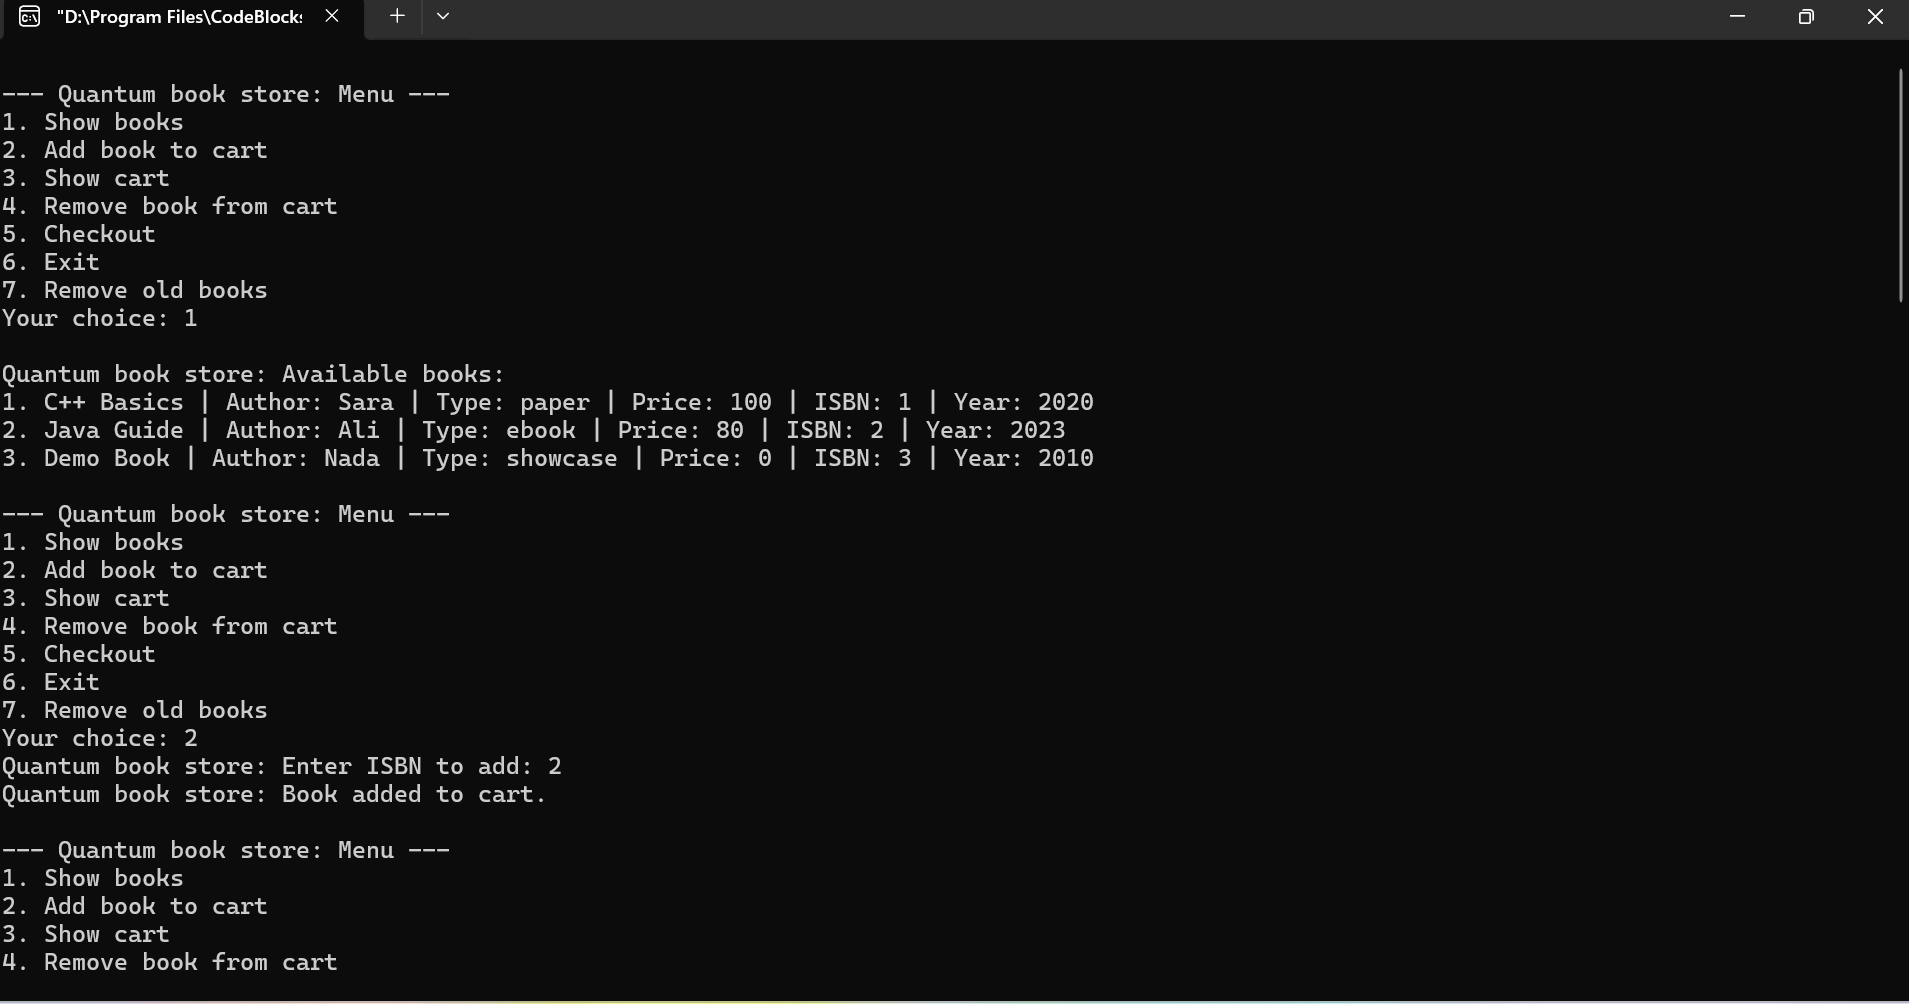 "D:\Program Files\CodeBlocks
--- Quantum book store: Menu ---
1. Show books
2. Add book to cart
3. Show cart
4. Remove book from cart
5. Checkout
6. Exit
7. Remove old books
Your choice: 1
Quantum book store: Available books:
1. C++ Basics | Author: Sara | Type: paper | Price: 100 | ISBN: 1 | Year: 2020
2. Java Guide | Author: Ali | Type: ebook | Price: 80 | ISBN: 2 | Year: 2023
3. Demo Book | Author: Nada | Type: showcase | Price: 0 | ISBN: 3 | Year: 2010
--- Quantum book store: Menu ---
1. Show books
2. Add book to cart
3. Show cart
4. Remove book from cart
5. Checkout
6. Exit
7. Remove old books
Your choice: 2
Quantum book store: Enter ISBN to add: 2
Quantum book store: Book added to cart.
--- Quantum book store: Menu ---
1. Show books
2. Add book to cart
3. Show cart
4. Remove book from cart